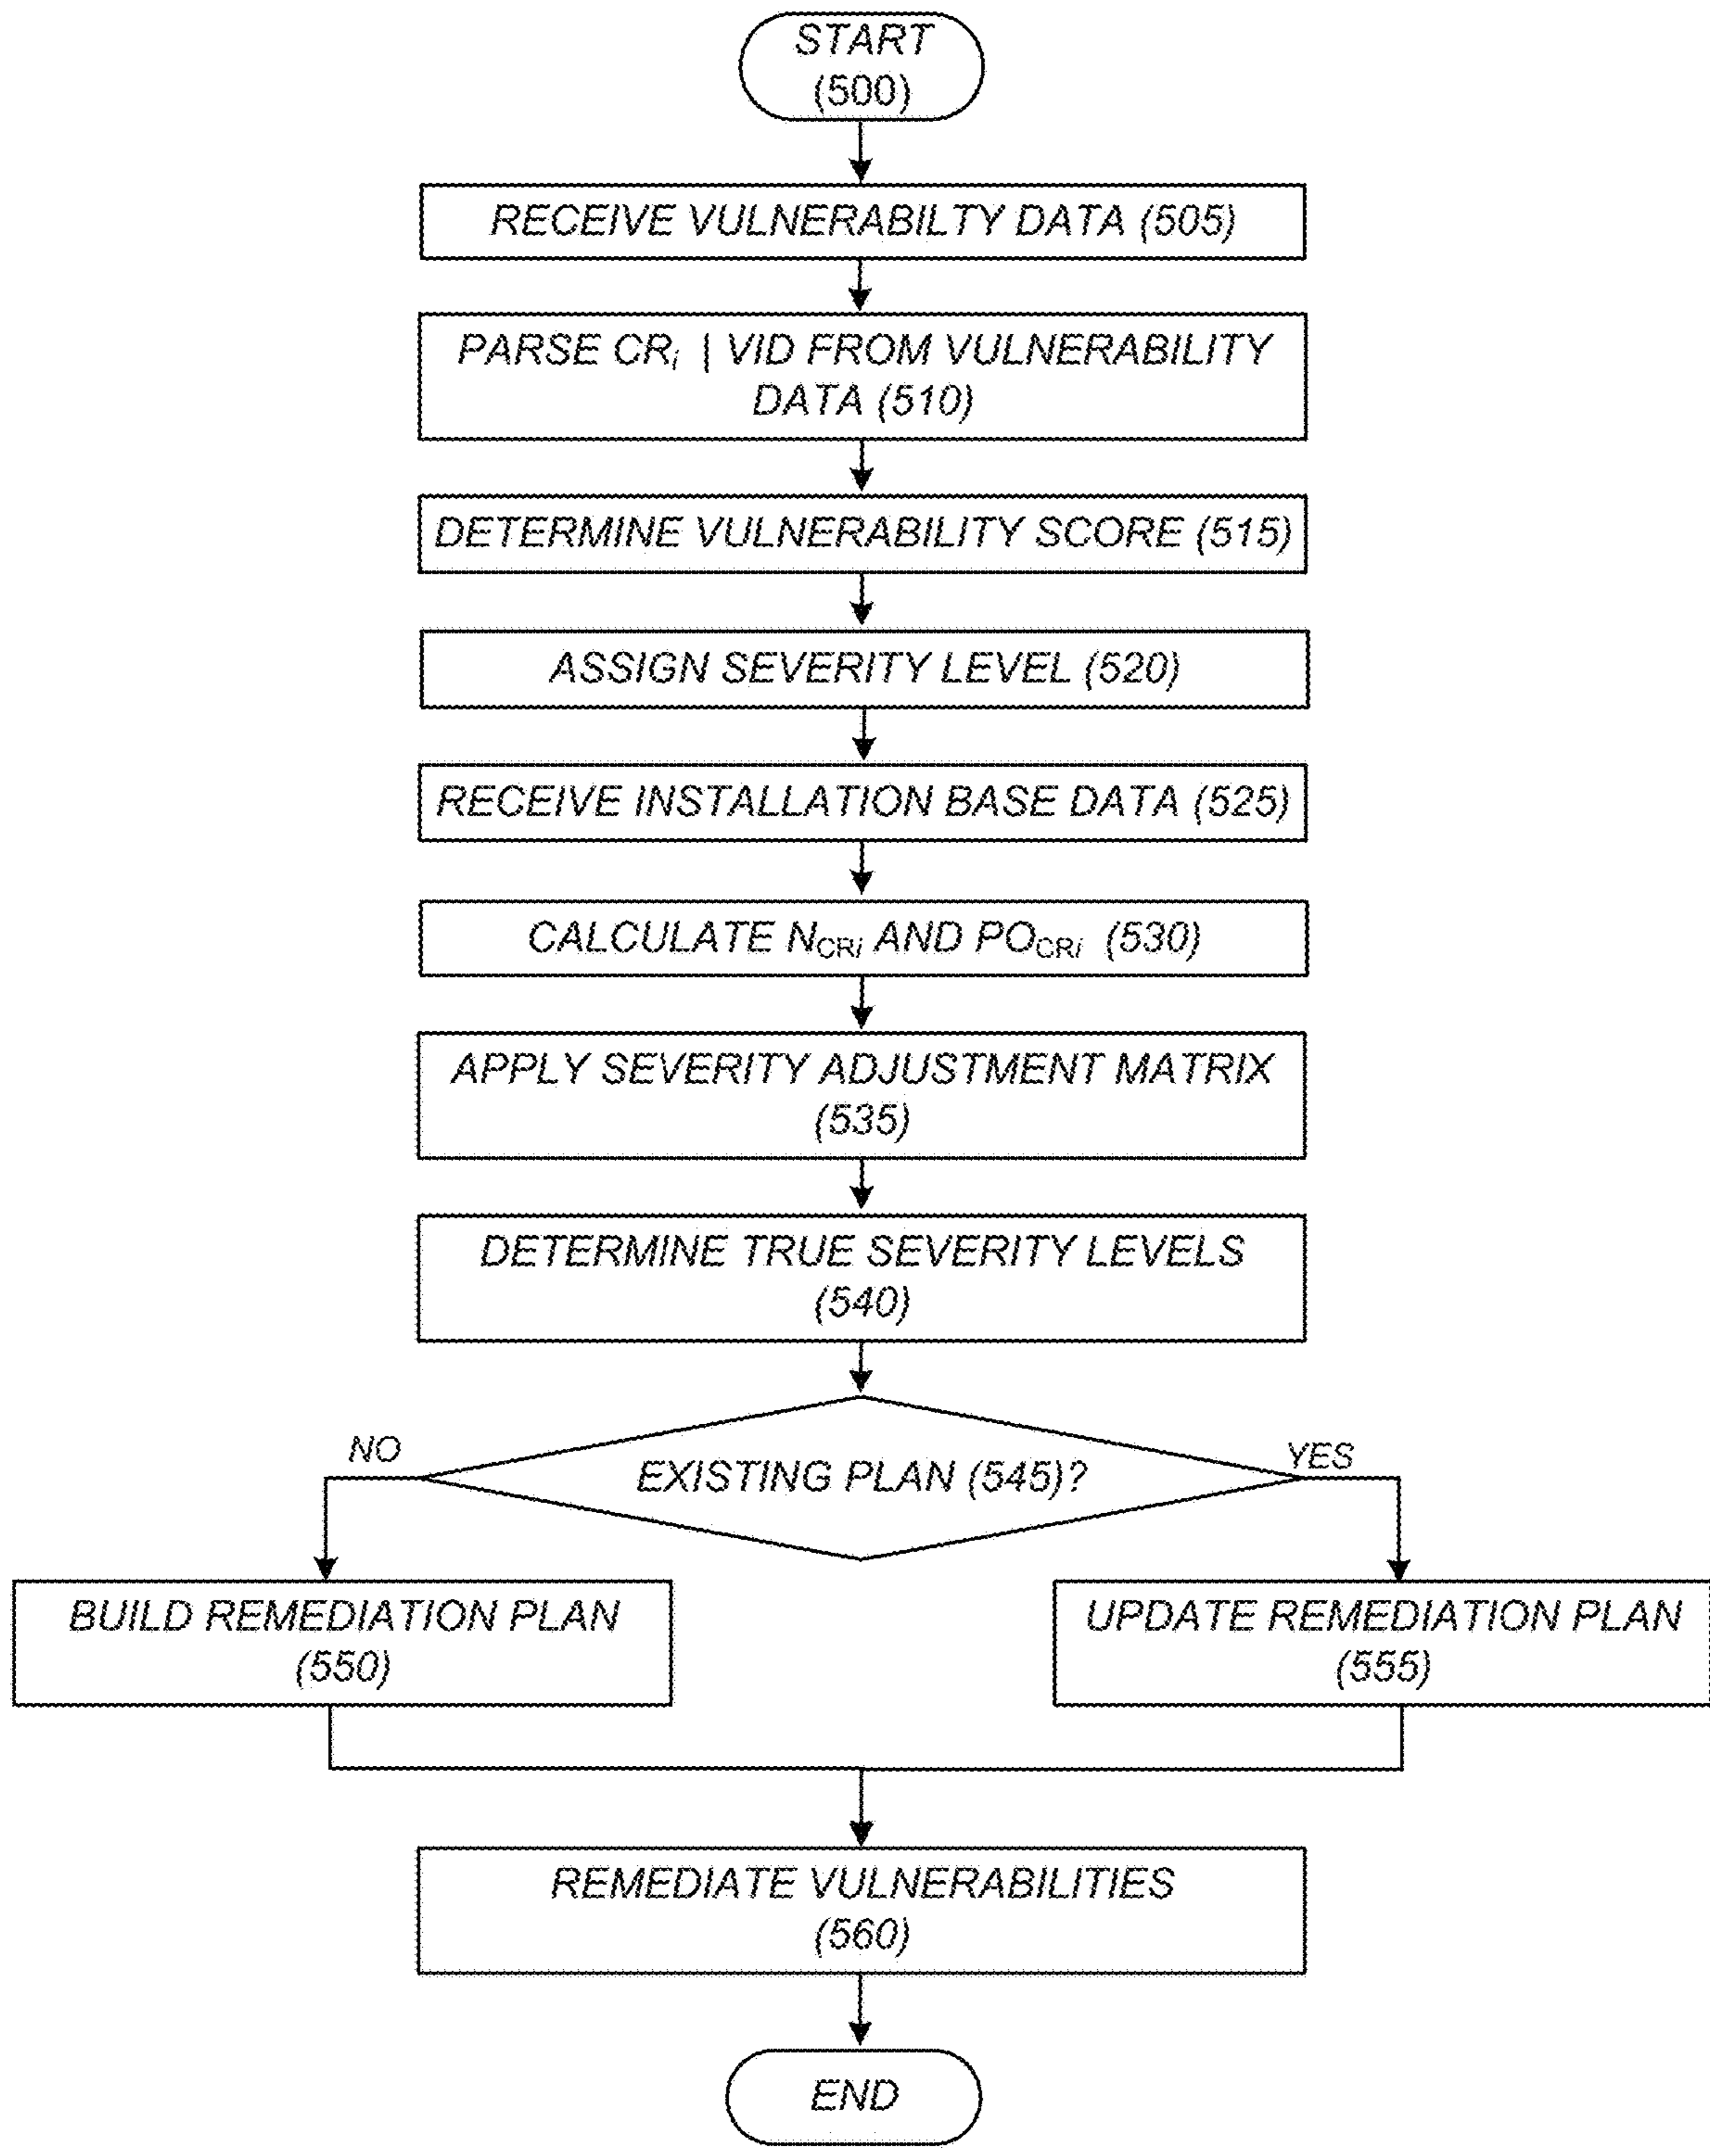 START
(500)
RECEIVE VULNERABILTY DATA (505)
PARSE CRi | VID FROM VULNERABILITY
DATA (510)
DETERMINE VULNERABILITY SCORE (515)
ASSIGN SEVERITY LEVEL (520)
RECEIVE INSTALLATION BASE DATA (525)
CALCULATE NCRi AND POCRi (530)
APPLY SEVERITY ADJUSTMENT MATRIX
(535)
DETERMINE TRUE SEVERITY LEVELS
(540)
NO
EXISTING PLAN (545)?
YES
BUILD REMEDIATION PLAN
(550)
UPDATE REMEDIATION PLAN
(555)
REMEDIATE VULNERABILITIES
(560)
END